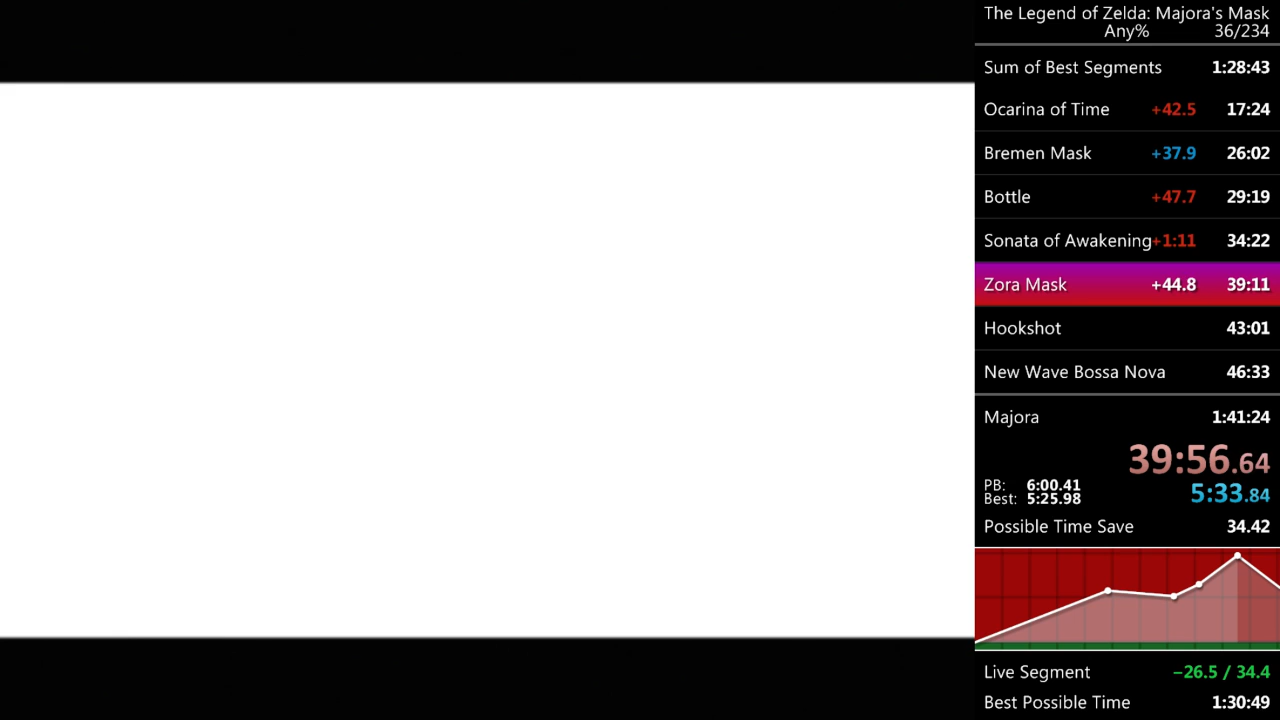 The Legend of Zelda: Majora's Mask
Any% 36/234
Sum of Best Segments 1:28:43
Ocarina of Time +42.5 17:24
Bremen Mask +37.9 26:02
Bottle +47.7 29:19
Sonata of Awakening +1:11 34:22
Zora Mask +44.8 39:11
Hookshot 43:01
New Wave Bossa Nova 46:33
Majora 1:41:24
39:56.64
PB: 6:00.41
Best: 5:25.98 5:33.84
Possible Time Save 34.42
Live Segment −26.5 / 34.4
Best Possible Time 1:30:49